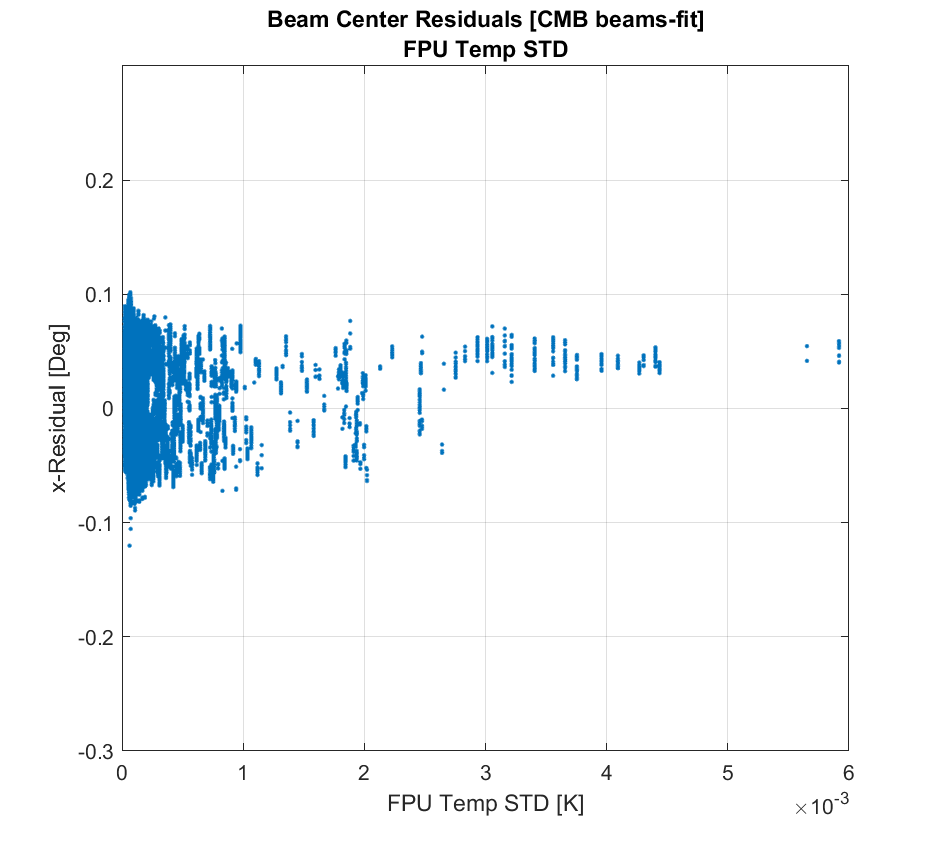 Beam Center Residuals [CMB beams-fit]
FPU Temp STD
0.2
0.1
0
-0.1
-0.2
-0.3
x-Residual [Deg]
0 1 2 3 4 5 6
FPU Temp STD [K]
×10⁻³